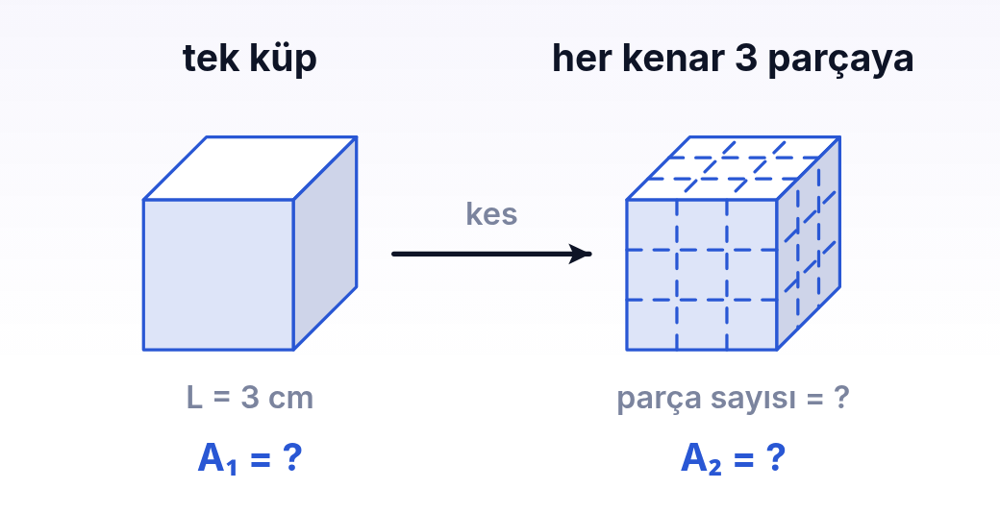 tek küp
her kenar 3 parçaya
kes
L = 3 cm
parça sayısı = ?
A₁ = ?
A₂ = ?